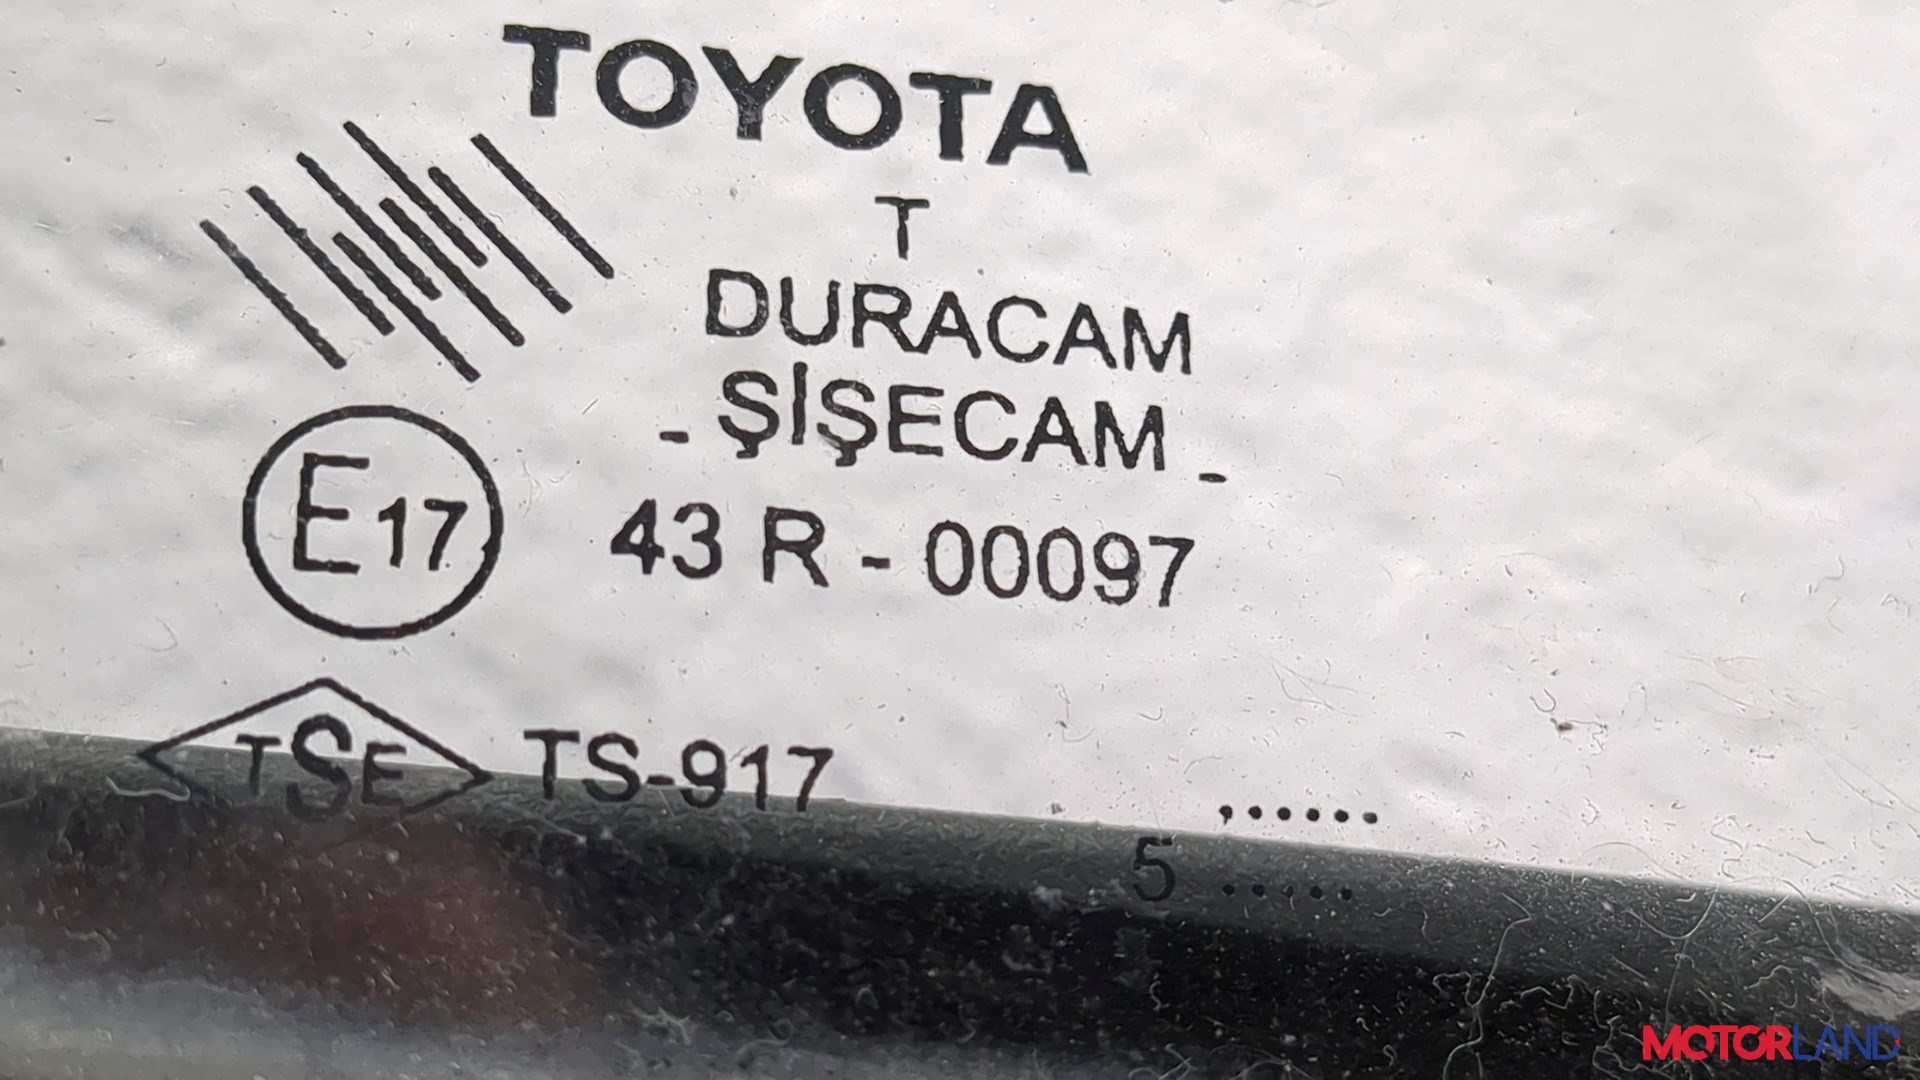 TOYOTA
T
DURACAM
- ŞİŞECAM -
E17 43 R - 00097
TSE TS-917
......
5 .....
MOTORLAND